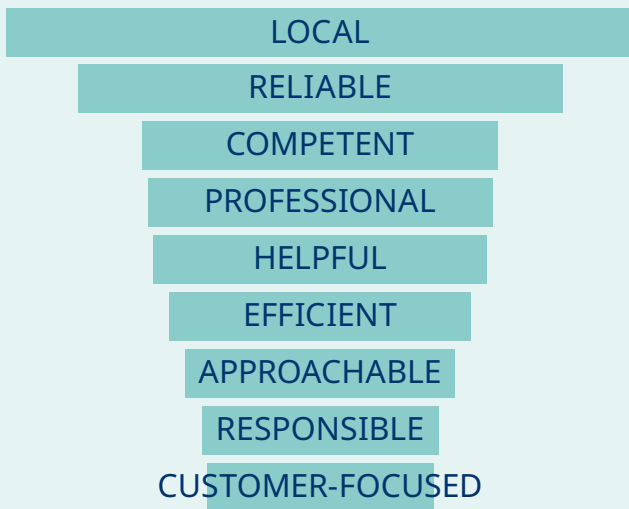 LOCAL
RELIABLE
COMPETENT
PROFESSIONAL
HELPFUL
EFFICIENT
APPROACHABLE
RESPONSIBLE
CUSTOMER-FOCUSED